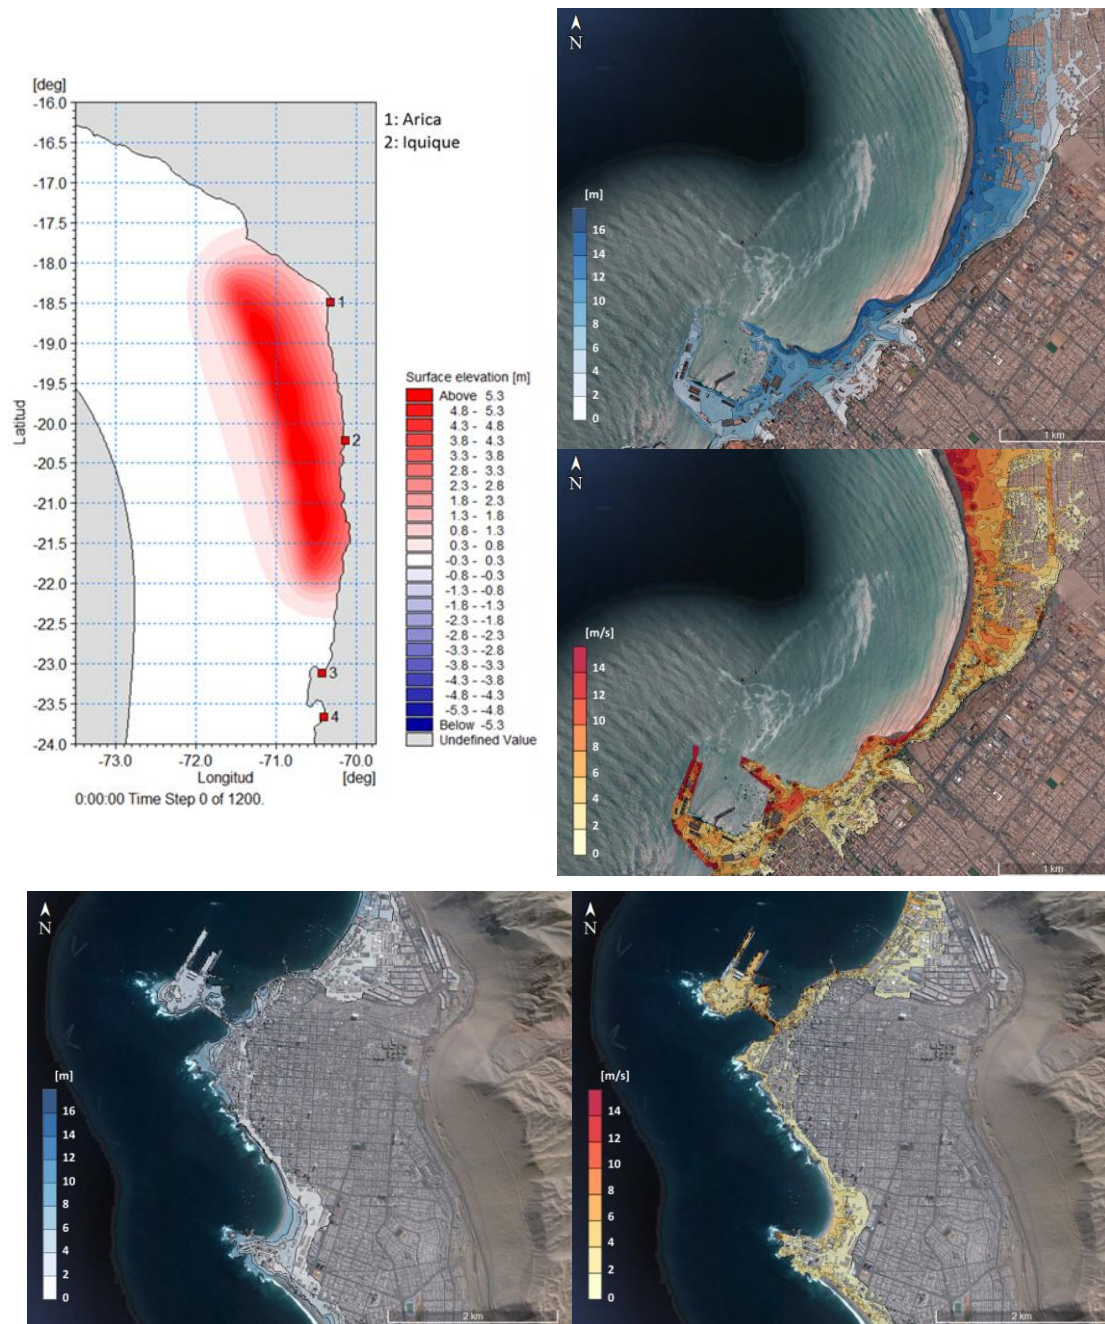 [deg]
-16.0
-16.5
-17.0
-17.5
-18.0
-18.5
-19.0
-19.5
-20.0
-20.5
-21.0
-21.5
-22.0
-22.5
-23.0
-23.5
-24.0
Latitud
-73.0 -72.0 -71.0 -70.0
Longitud [deg]
0:00:00 Time Step 0 of 1200.
1
2
3
4
1: Arica
2: Iquique
Surface elevation [m]
Above 5.3
4.8 - 5.3
4.3 - 4.8
3.8 - 4.3
3.3 - 3.8
2.8 - 3.3
2.3 - 2.8
1.8 - 2.3
1.3 - 1.8
0.8 - 1.3
0.3 - 0.8
-0.3 - 0.3
-0.8 - -0.3
-1.3 - -0.8
-1.8 - -1.3
-2.3 - -1.8
-2.8 - -2.3
-3.3 - -2.8
-3.8 - -3.3
-4.3 - -3.8
-4.8 - -4.3
-5.3 - -4.8
Below -5.3
Undefined Value
N
[m]
16
14
12
10
8
6
4
2
0
1 km
N
[m/s]
14
12
10
8
6
4
2
0
1 km
N
[m]
16
14
12
10
8
6
4
2
0
2 km
N
[m/s]
14
12
10
8
6
4
2
0
2 km